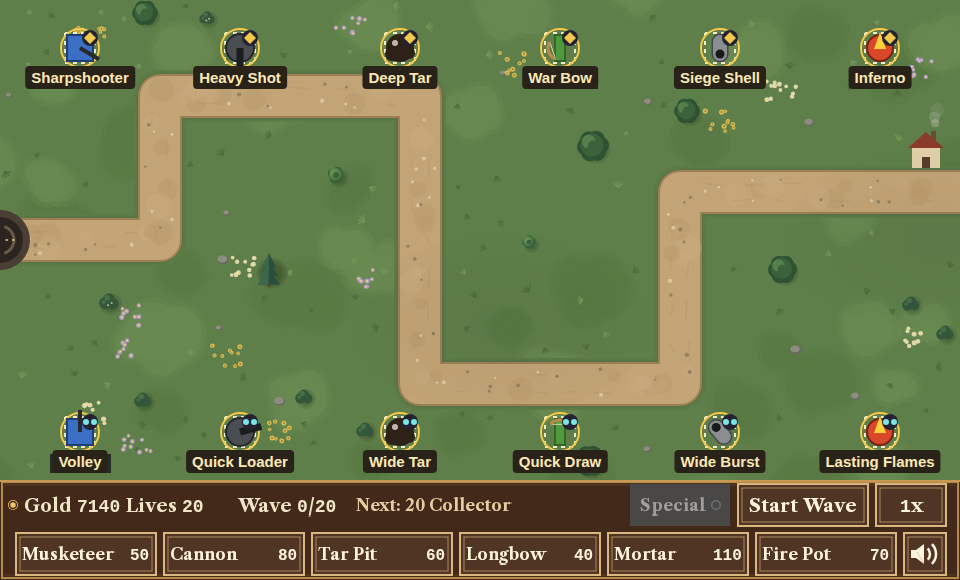 Sharpshooter Heavy Shot Deep Tar War Bow Siege Shell Inferno
Volley Quick Loader Wide Tar Quick Draw Wide Burst Lasting Flames
Gold 7140 Lives 20 Wave 0/20 Next: 20 Collector Special Start Wave 1x
Musketeer 50 Cannon 80 Tar Pit 60 Longbow 40 Mortar 110 Fire Pot 70